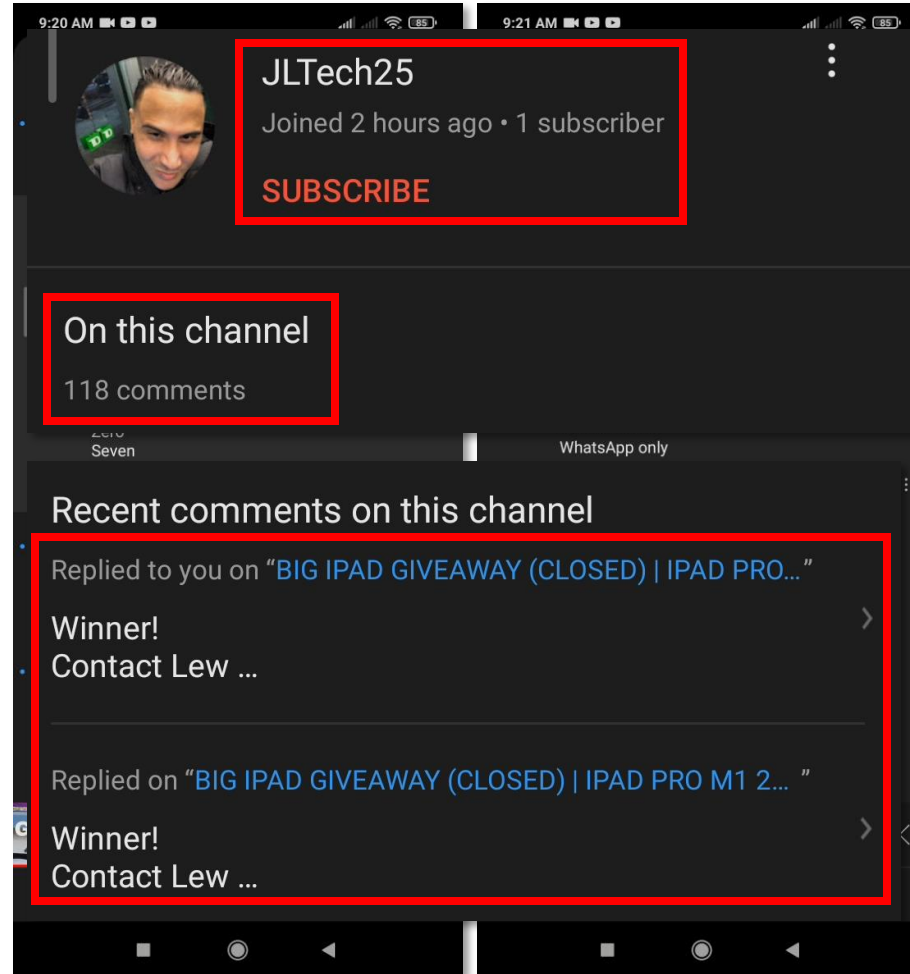 9:20 AM
85
9:21 AM
85
JLTech25
Joined 2 hours ago • 1 subscriber
SUBSCRIBE
On this channel
118 comments
Zero
Seven
WhatsApp only
Recent comments on this channel
Replied to you on “BIG IPAD GIVEAWAY (CLOSED) | IPAD PRO…”
Winner!
Contact Lew …
Replied on “BIG IPAD GIVEAWAY (CLOSED) | IPAD PRO M1 2… ”
Winner!
Contact Lew …